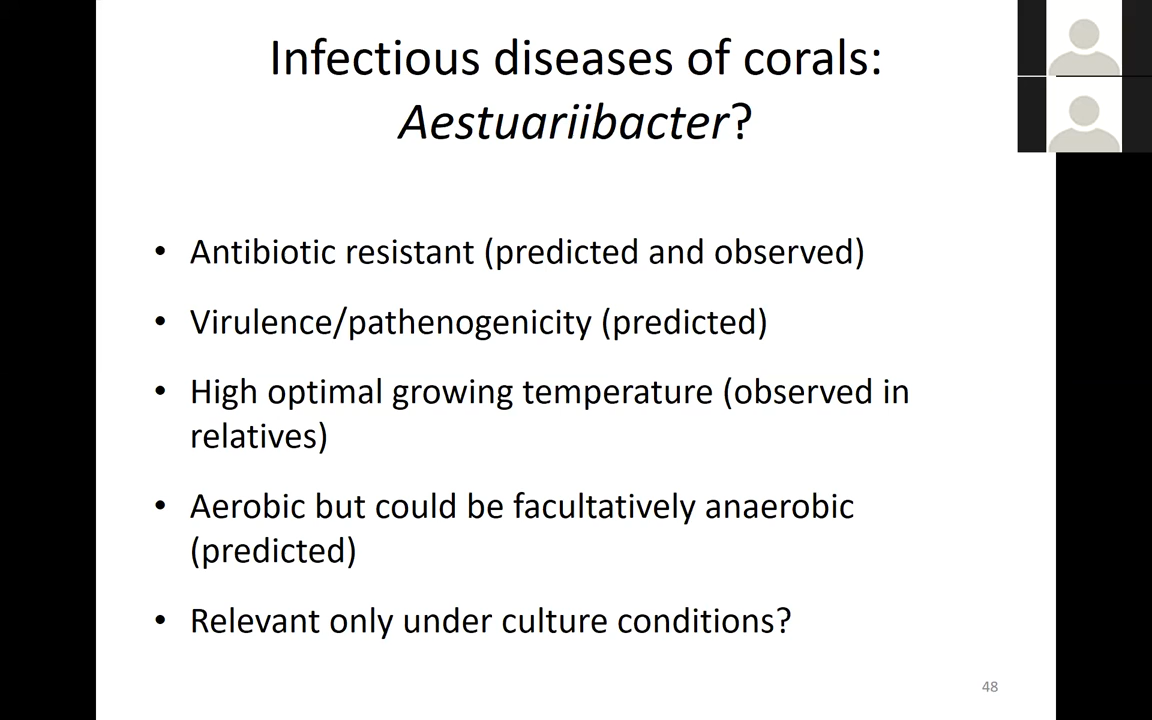 Infectious diseases of corals:
Aestuariibacter?
• Antibiotic resistant (predicted and observed)
• Virulence/pathenogenicity (predicted)
• High optimal growing temperature (observed in
relatives)
• Aerobic but could be facultatively anaerobic
(predicted)
• Relevant only under culture conditions?
48